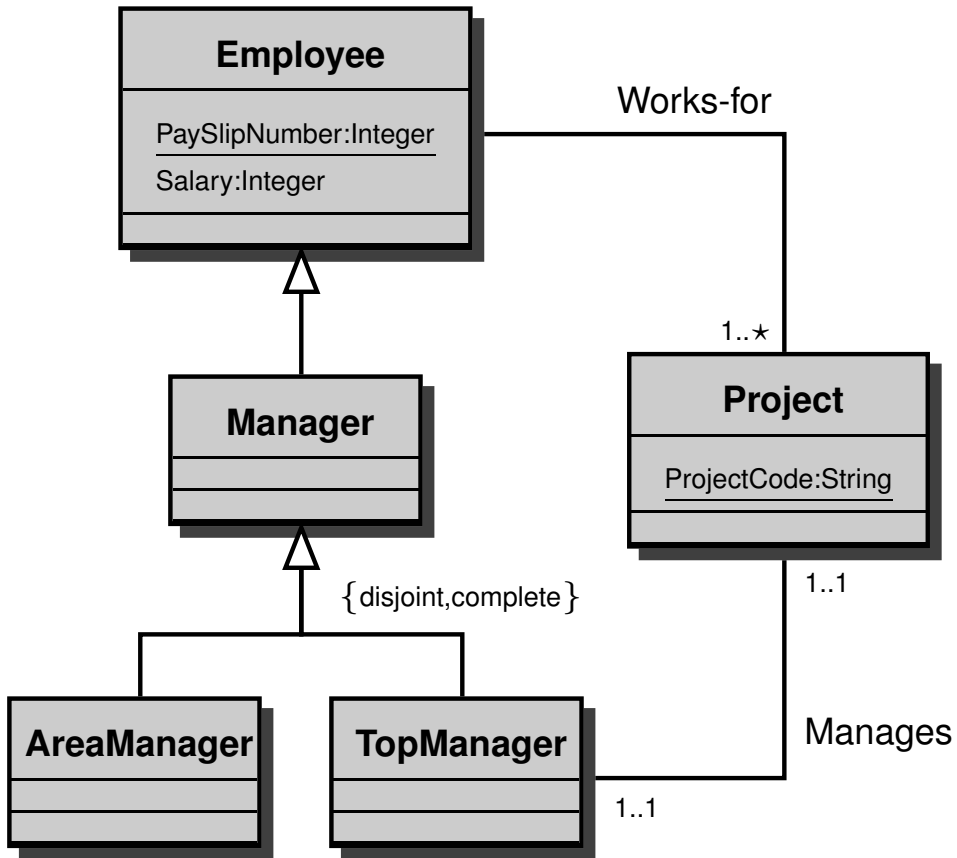 Employee
PaySlipNumber:Integer
Salary:Integer
Works-for
1..⋆
Manager
Project
ProjectCode:String
{disjoint,complete}
1..1
AreaManager
TopManager
Manages
1..1